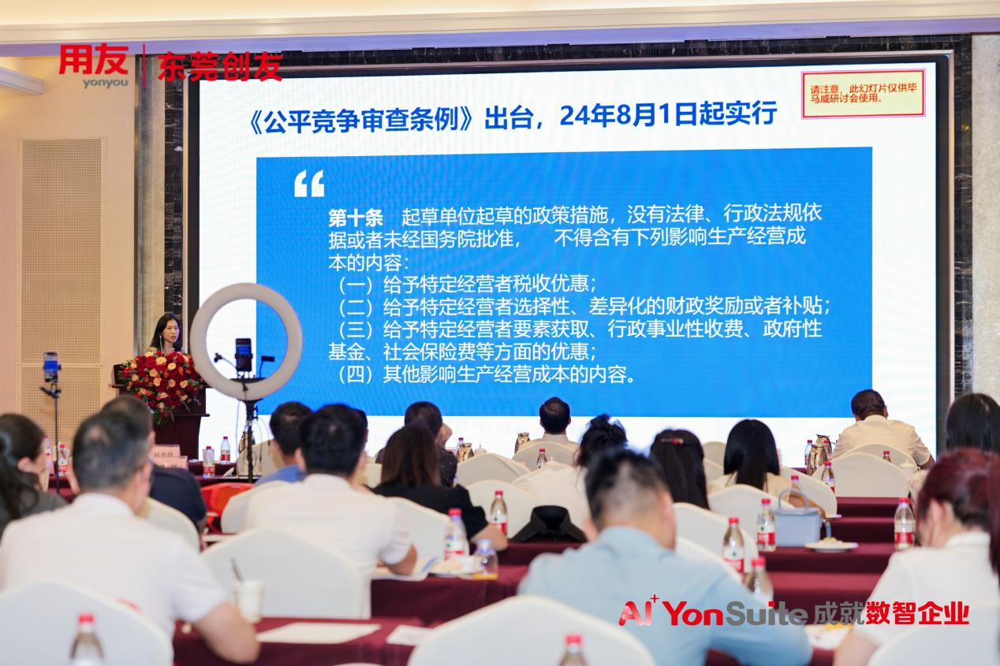 用友
yonyou
东莞创友
请注意，此幻灯片仅供毕
马威研讨会使用。
《公平竞争审查条例》出台，24年8月1日起实行
“
第十条 起草单位起草的政策措施，没有法律、行政法规依
据或者未经国务院批准， 不得含有下列影响生产经营成
本的内容：
（一）给予特定经营者税收优惠；
（二）给予特定经营者选择性、差异化的财政奖励或者补贴；
（三）给予特定经营者要素获取、行政事业性收费、政府性
基金、社会保险费等方面的优惠；
（四）其他影响生产经营成本的内容。
AI+ YonSuite 成就数智企业